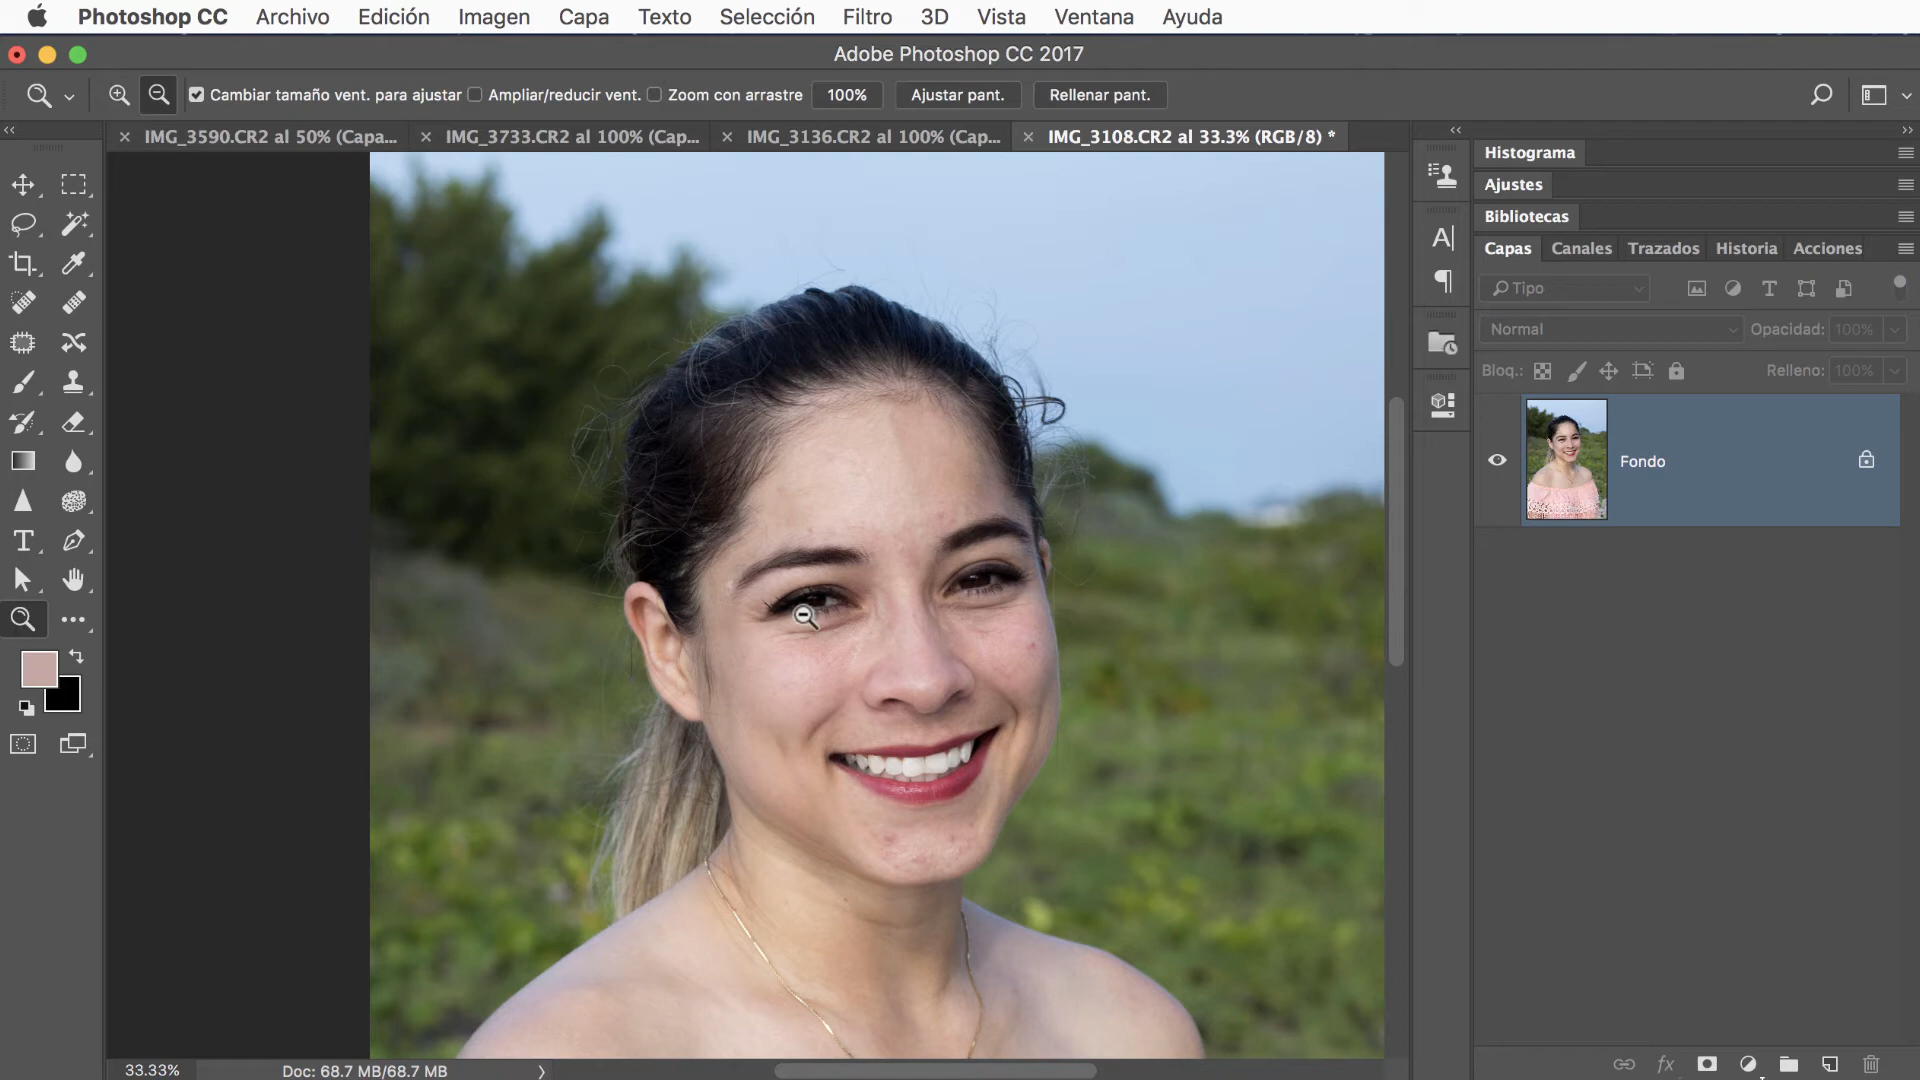 Photoshop CC Archivo Edición Imagen Capa Texto Selección Filtro 3D Vista Ventana Ayuda
Adobe Photoshop CC 2017
Cambiar tamaño vent. para ajustar Ampliar/reducir vent. Zoom con arrastre 100% Ajustar pant. Rellenar pant.
IMG_3590.CR2 al 50% (Capa... IMG_3733.CR2 al 100% (Cap... IMG_3136.CR2 al 100% (Cap... IMG_3108.CR2 al 33.3% (RGB/8) *
Histograma
Ajustes
Bibliotecas
Capas Canales Trazados Historia Acciones
Tipo
Normal Opacidad: 100%
Bloq.: Relleno: 100%
Fondo
33.33% Doc: 68.7 MB/68.7 MB